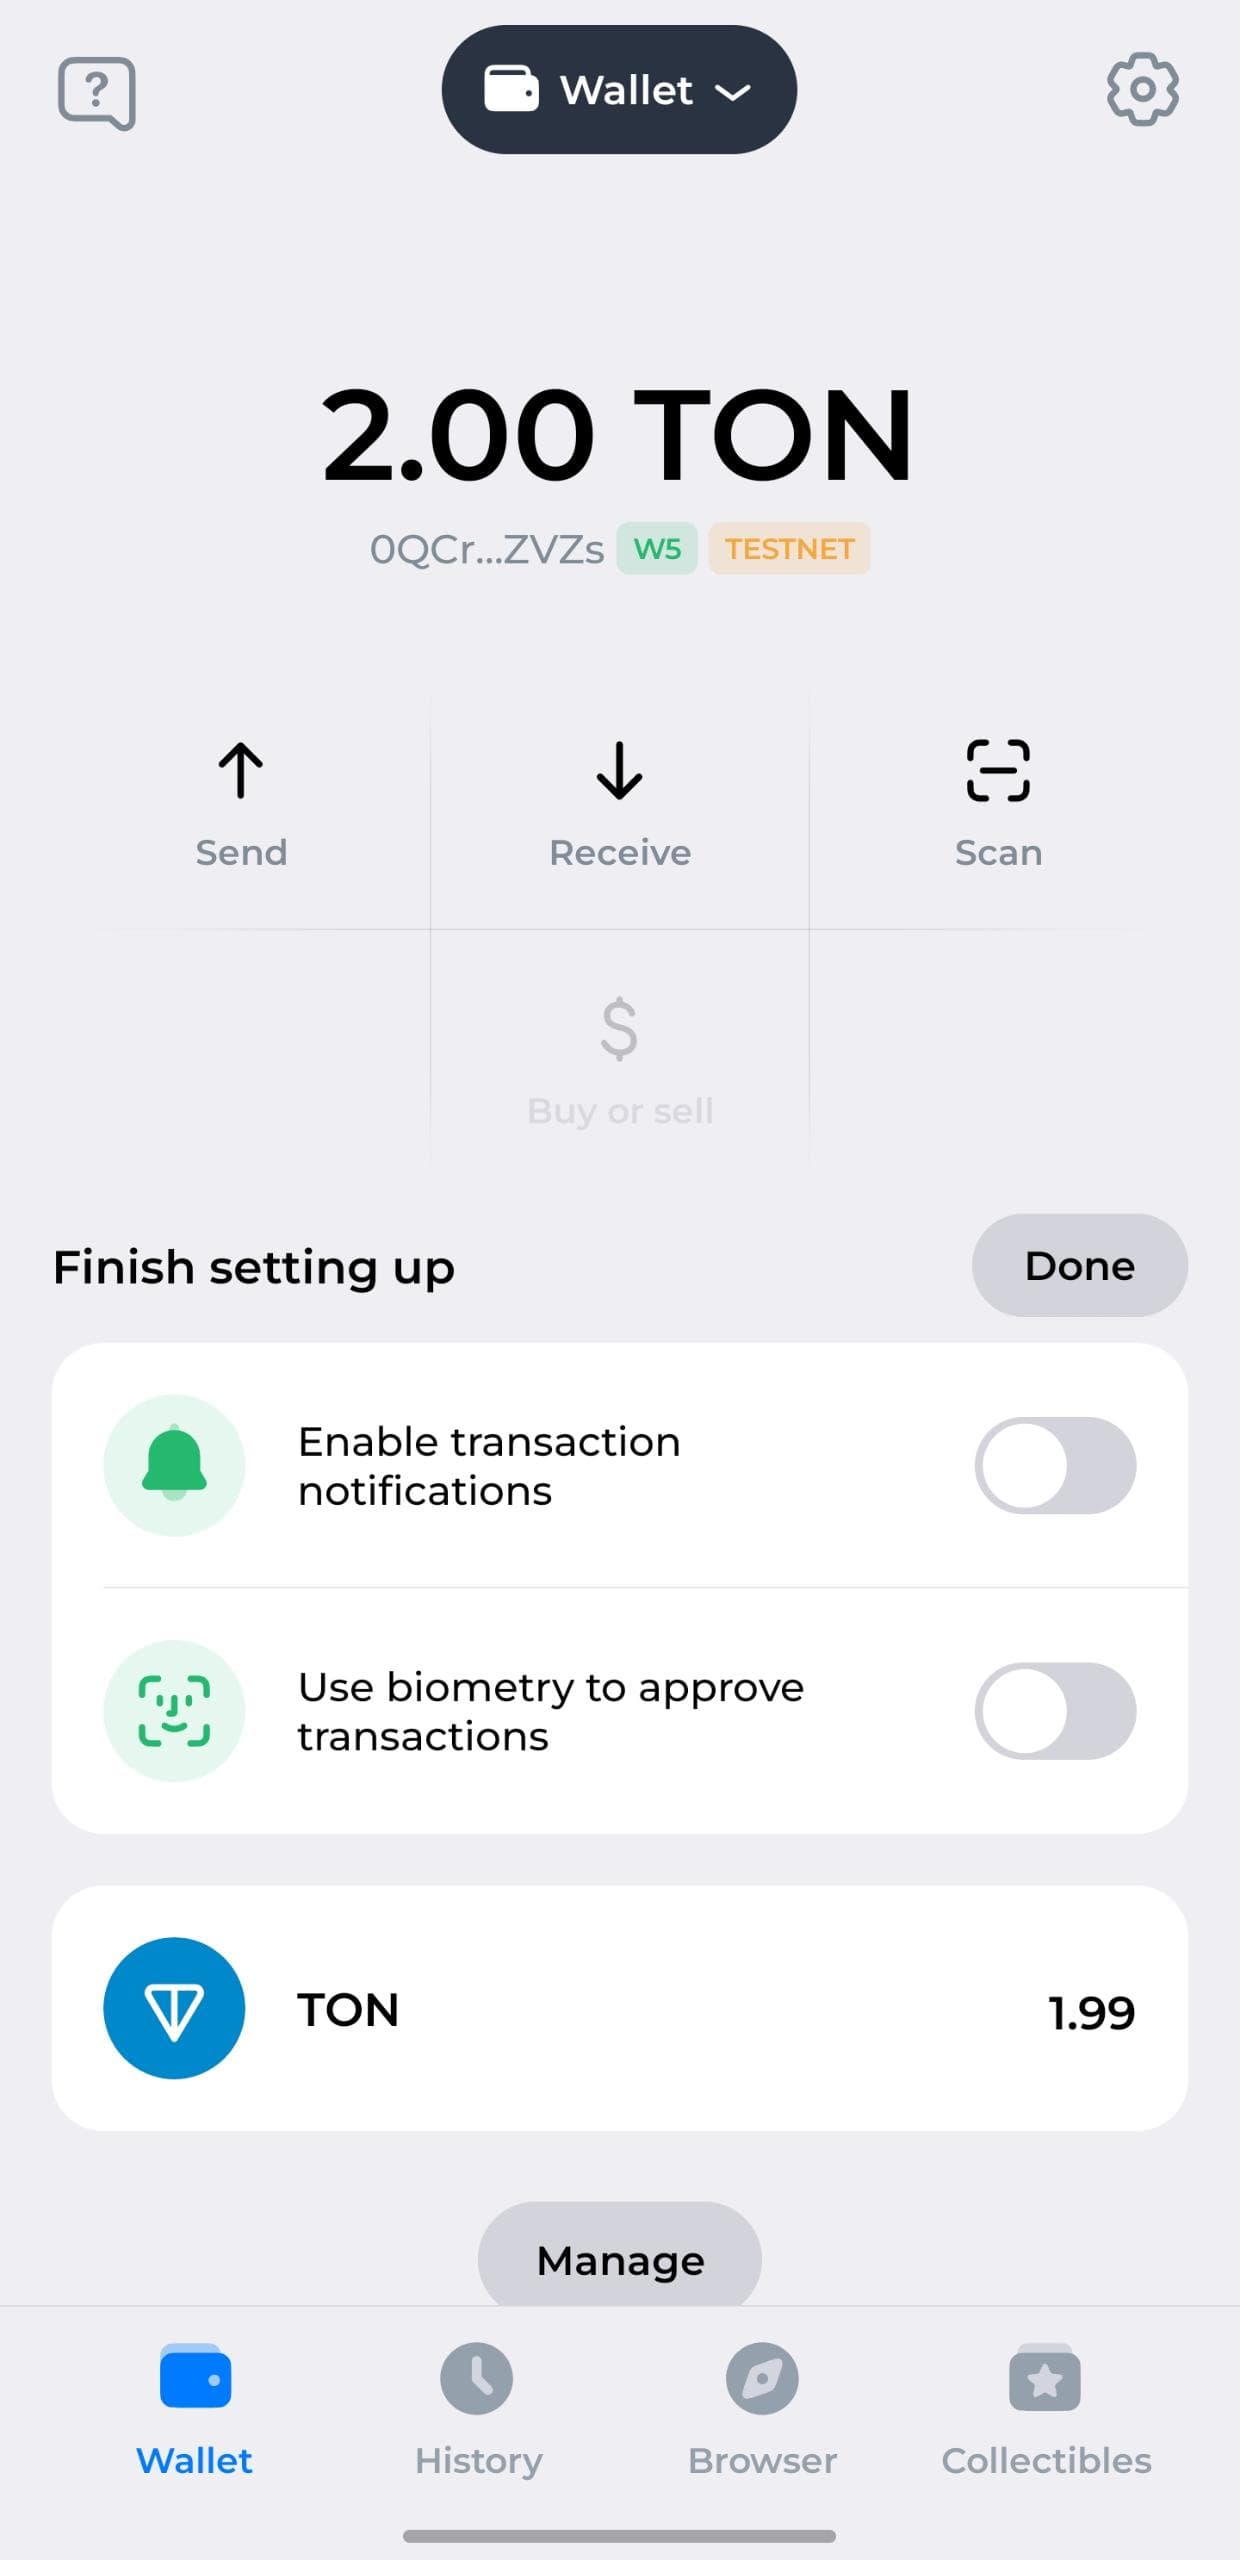 Wallet
2.00 TON
0QCr...ZVZs W5 TESTNET
Send
Receive
Scan
$
Buy or sell
Finish setting up
Done
Enable transaction
notifications
Use biometry to approve
transactions
TON
1.99
Manage
Wallet
History
Browser
Collectibles